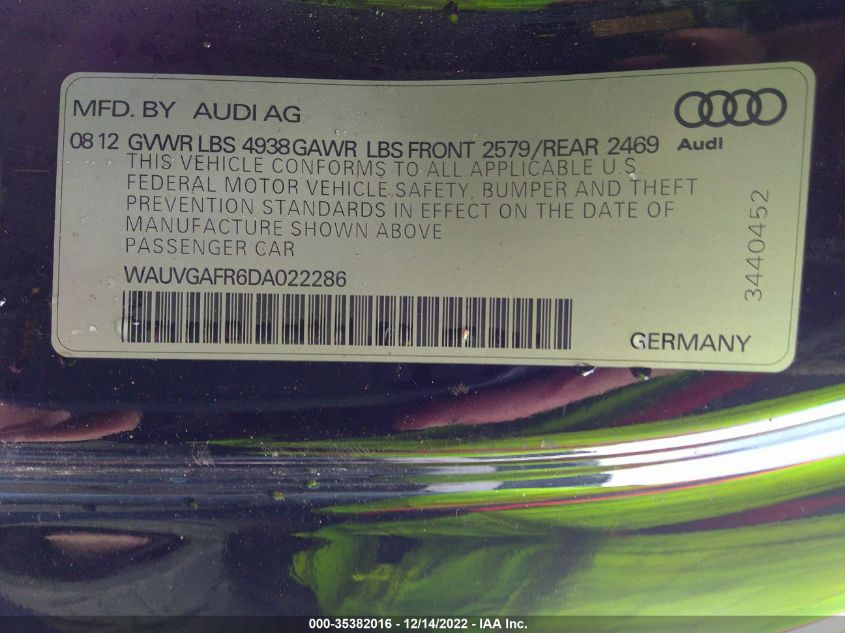 MFD. BY AUDI AG
08 12 GVWR LBS 4938 GAWR LBS FRONT 2579/REAR 2469
Audi
THIS VEHICLE CONFORMS TO ALL APPLICABLE U.S
FEDERAL MOTOR VEHICLE SAFETY, BUMPER AND THEFT
PREVENTION STANDARDS IN EFFECT ON THE DATE OF
MANUFACTURE SHOWN ABOVE
PASSENGER CAR
WAUVGAFR6DA022286
3440452
GERMANY
000-35382016 - 12/14/2022 - IAA Inc.